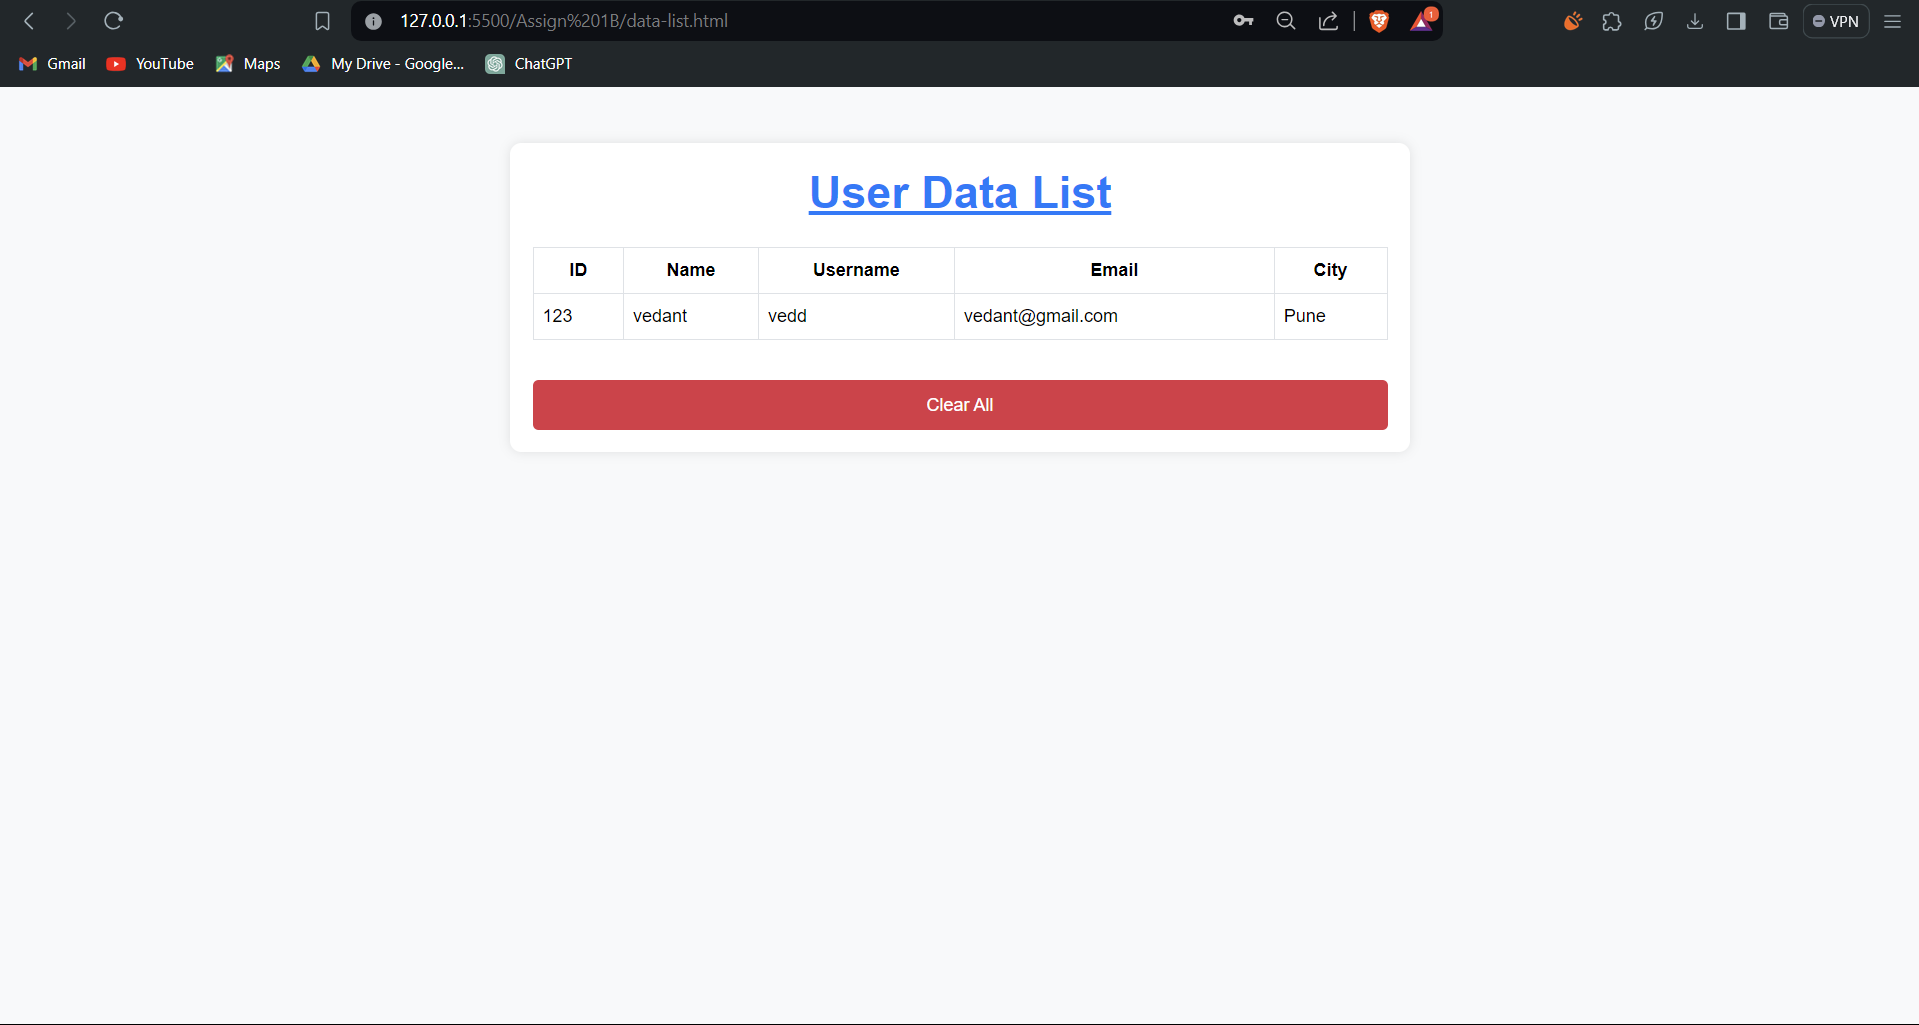 127.0.0.1:5500/Assign%201B/data-list.html 1 VPN
Gmail YouTube Maps My Drive - Google... ChatGPT
User Data List
ID Name Username Email City
123 vedant vedd vedant@gmail.com Pune
Clear All